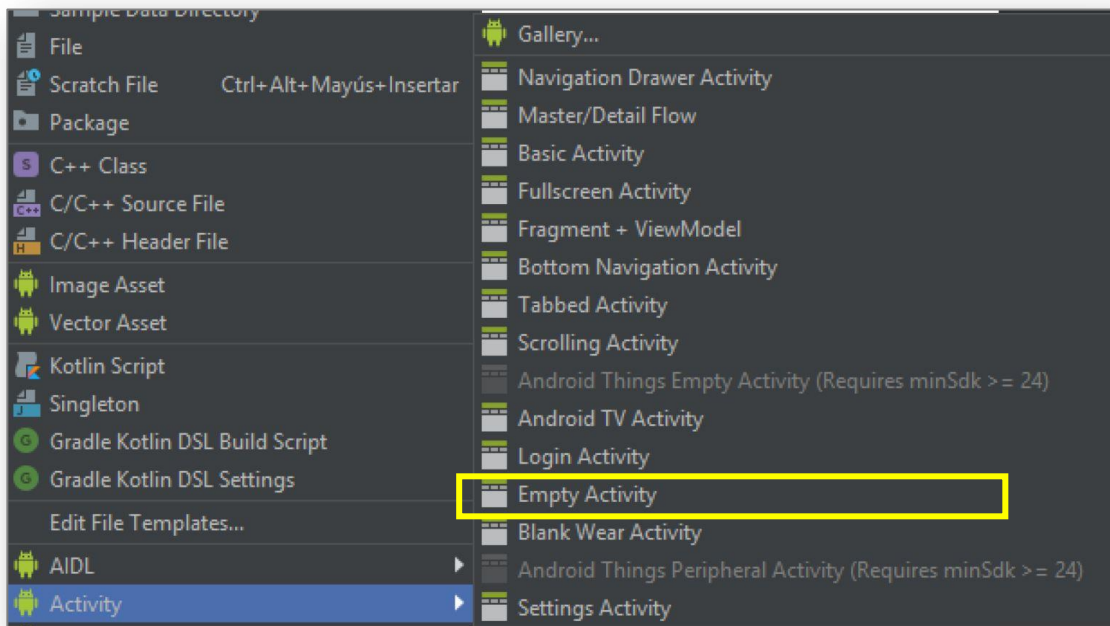 Sample Data Directory
File
Scratch File Ctrl+Alt+Mayús+Insertar
Package
S C++ Class
C++ C/C++ Source File
H C/C++ Header File
Image Asset
Vector Asset
Kotlin Script
J Singleton
G Gradle Kotlin DSL Build Script
G Gradle Kotlin DSL Settings
Edit File Templates...
AIDL
Activity
Gallery...
Navigation Drawer Activity
Master/Detail Flow
Basic Activity
Fullscreen Activity
Fragment + ViewModel
Bottom Navigation Activity
Tabbed Activity
Scrolling Activity
Android Things Empty Activity (Requires minSdk >= 24)
Android TV Activity
Login Activity
Empty Activity
Blank Wear Activity
Android Things Peripheral Activity (Requires minSdk >= 24)
Settings Activity